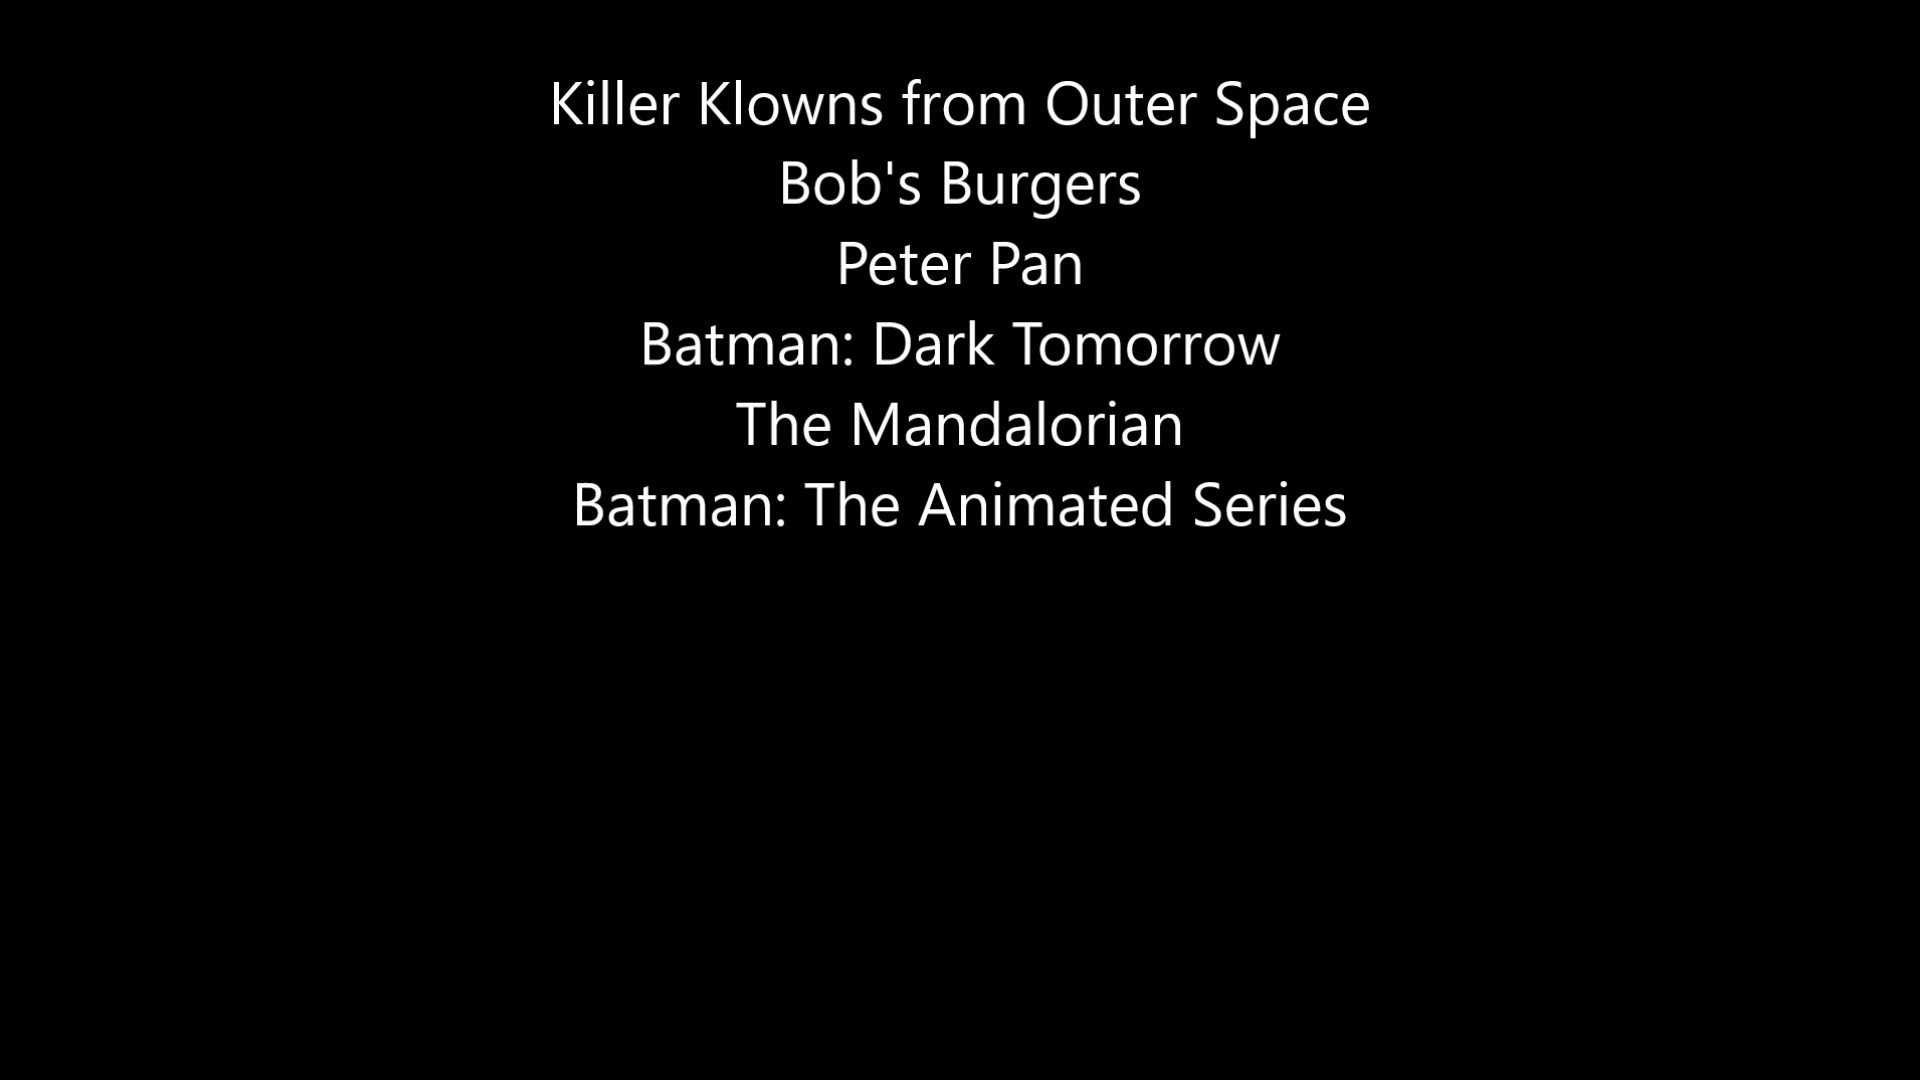 Killer Klowns from Outer Space
Bob's Burgers
Peter Pan
Batman: Dark Tomorrow
The Mandalorian
Batman: The Animated Series